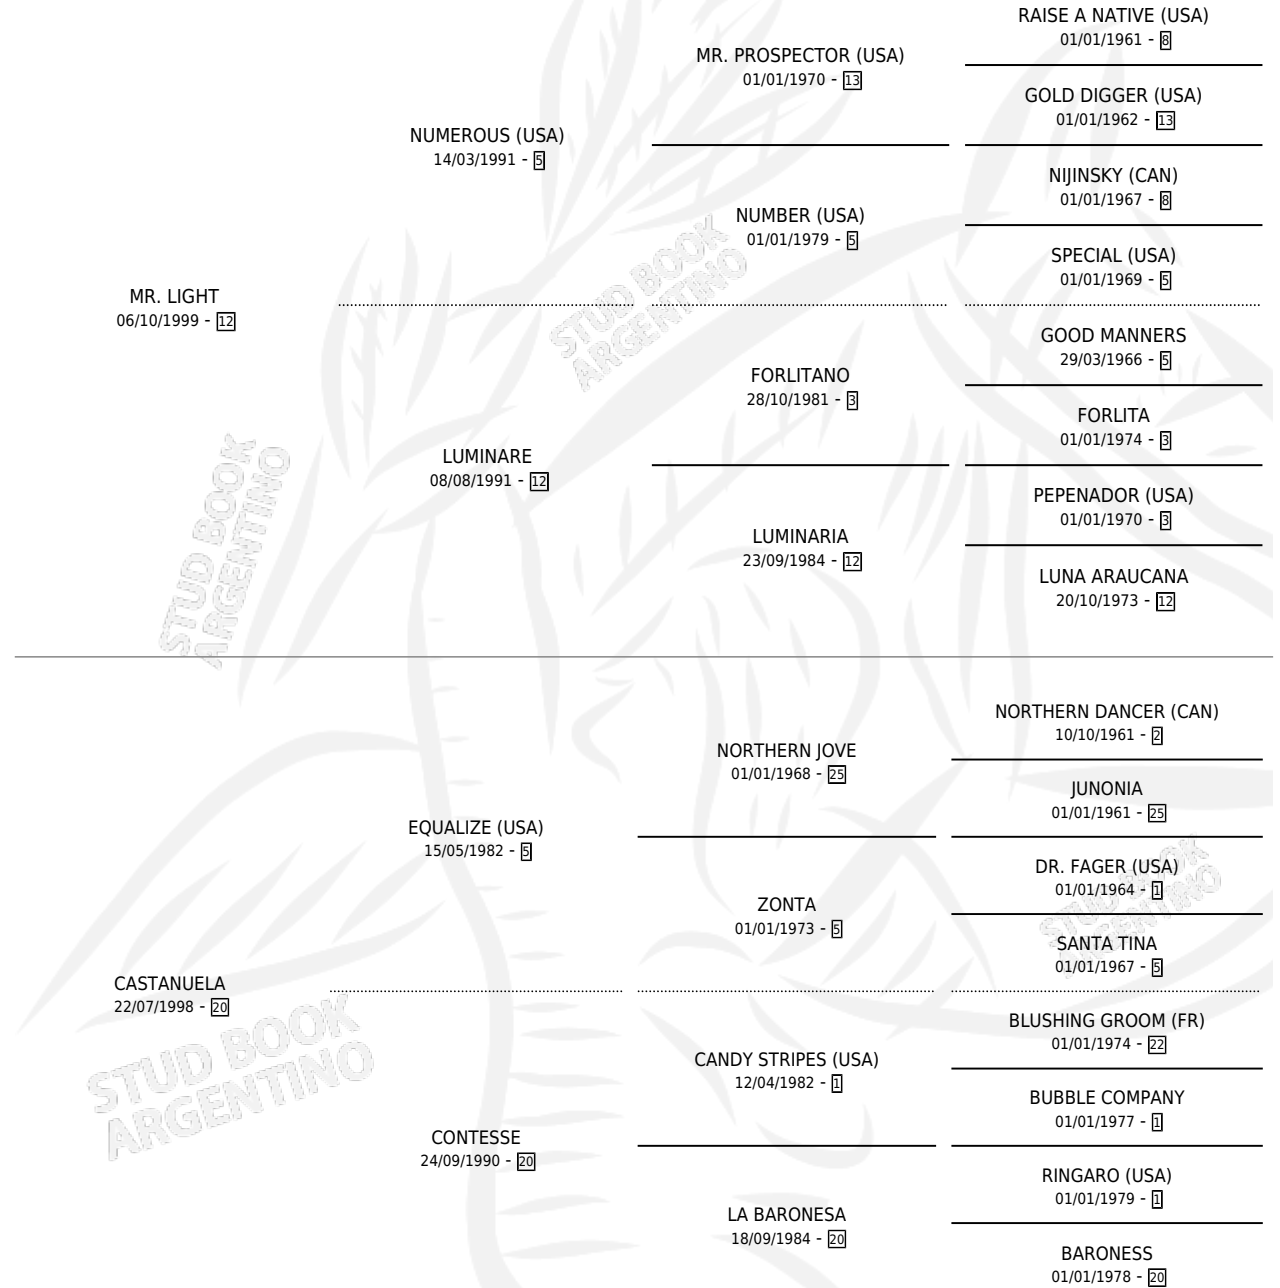 RAISE A NATIVE (USA)
01/01/1961 - 8
MR. PROSPECTOR (USA)
01/01/1970 - 13
GOLD DIGGER (USA)
01/01/1962 - 13
NUMEROUS (USA)
14/03/1991 - 5
NIJINSKY (CAN)
01/01/1967 - 8
NUMBER (USA)
01/01/1979 - 5
SPECIAL (USA)
01/01/1969 - 5
MR. LIGHT
06/10/1999 - 12
GOOD MANNERS
29/03/1966 - 5
FORLITANO
28/10/1981 - 3
FORLITA
01/01/1974 - 3
LUMINARE
08/08/1991 - 12
PEPENADOR (USA)
01/01/1970 - 3
LUMINARIA
23/09/1984 - 12
LUNA ARAUCANA
20/10/1973 - 12
STUD BOOK
ARGENTINO
STUD BOOK
ARGENTINO
NORTHERN DANCER (CAN)
10/10/1961 - 2
NORTHERN JOVE
01/01/1968 - 25
JUNONIA
01/01/1961 - 25
EQUALIZE (USA)
15/05/1982 - 5
DR. FAGER (USA)
01/01/1964 - 1
ZONTA
01/01/1973 - 5
SANTA TINA
01/01/1967 - 5
STUD BOOK
ARGENTINO
CASTANUELA
22/07/1998 - 20
BLUSHING GROOM (FR)
01/01/1974 - 22
CANDY STRIPES (USA)
12/04/1982 - 1
BUBBLE COMPANY
01/01/1977 - 1
STUD BOOK
ARGENTINO
CONTESSE
24/09/1990 - 20
RINGARO (USA)
01/01/1979 - 1
LA BARONESA
18/09/1984 - 20
BARONESS
01/01/1978 - 20